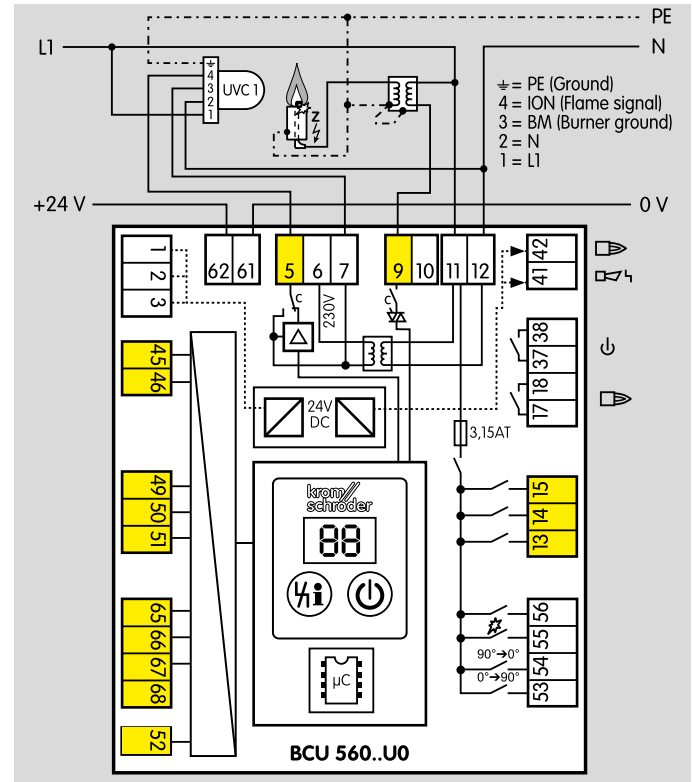 PE
L1
N
4
3
2
1
UVC 1
Z
⏚ = PE (Ground)
4 = ION (Flame signal)
3 = BM (Burner ground)
2 = N
1 = L1
+24 V
0 V
1
2
3
62 61
5 6 7
9 10
11 12
42
41
c
230V
c
38
37
18
17
45
46
24V
DC
3,15AT
49
50
51
krom
schroder
88
15
14
13
65
66
67
68
µC
56
55
90°→0°
54
0°→90°
53
52
BCU 560..U0